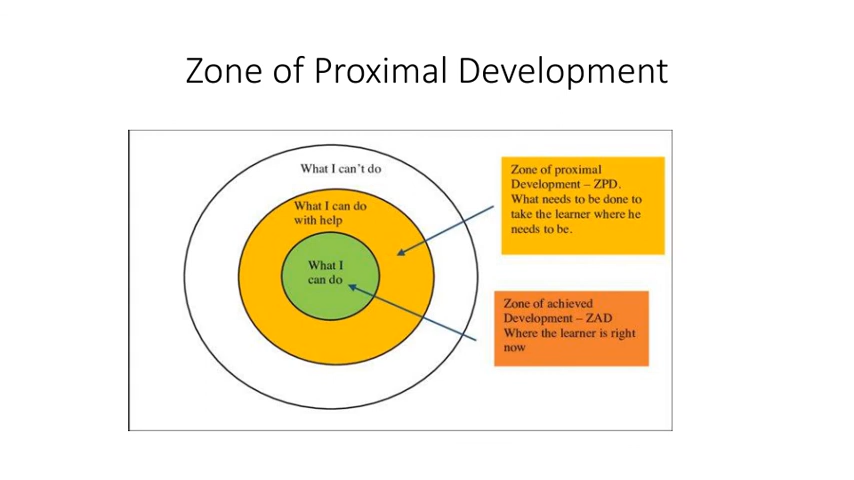 Zone of Proximal Development
What I can't do
What I can do
with help
What I
can do
Zone of proximal
Development – ZPD.
What needs to be done to
take the learner where he
needs to be.
Zone of achieved
Development – ZAD
Where the learner is right
now